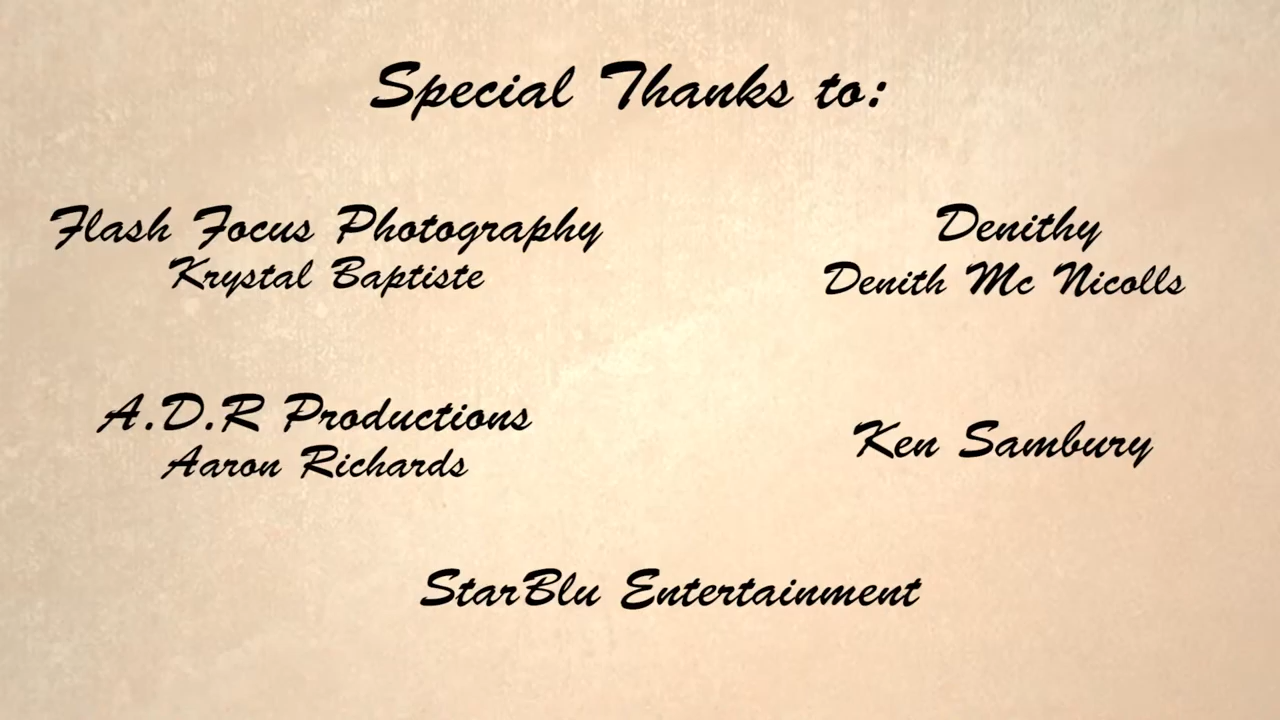 Special Thanks to:
Flash Focus Photography
Krystal Baptiste
Denithy
Denith Mc Nicolls
A.D.R Productions
Aaron Richards
Ken Sambury
StarBlu Entertainment